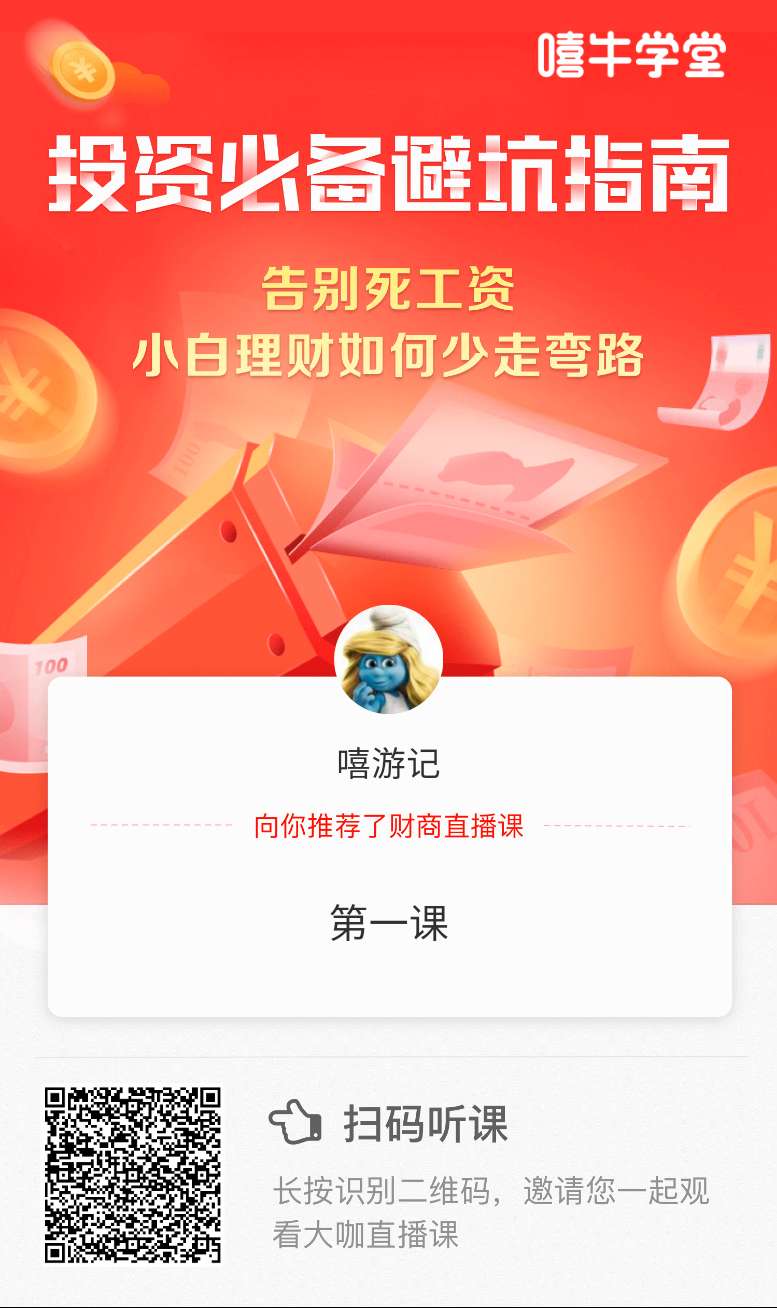 嘻牛学堂
投资必备避坑指南
告别死工资
小白理财如何少走弯路
100
嘻游记
向你推荐了财商直播课
第一课
扫码听课
长按识别二维码，邀请您一起观
看大咖直播课